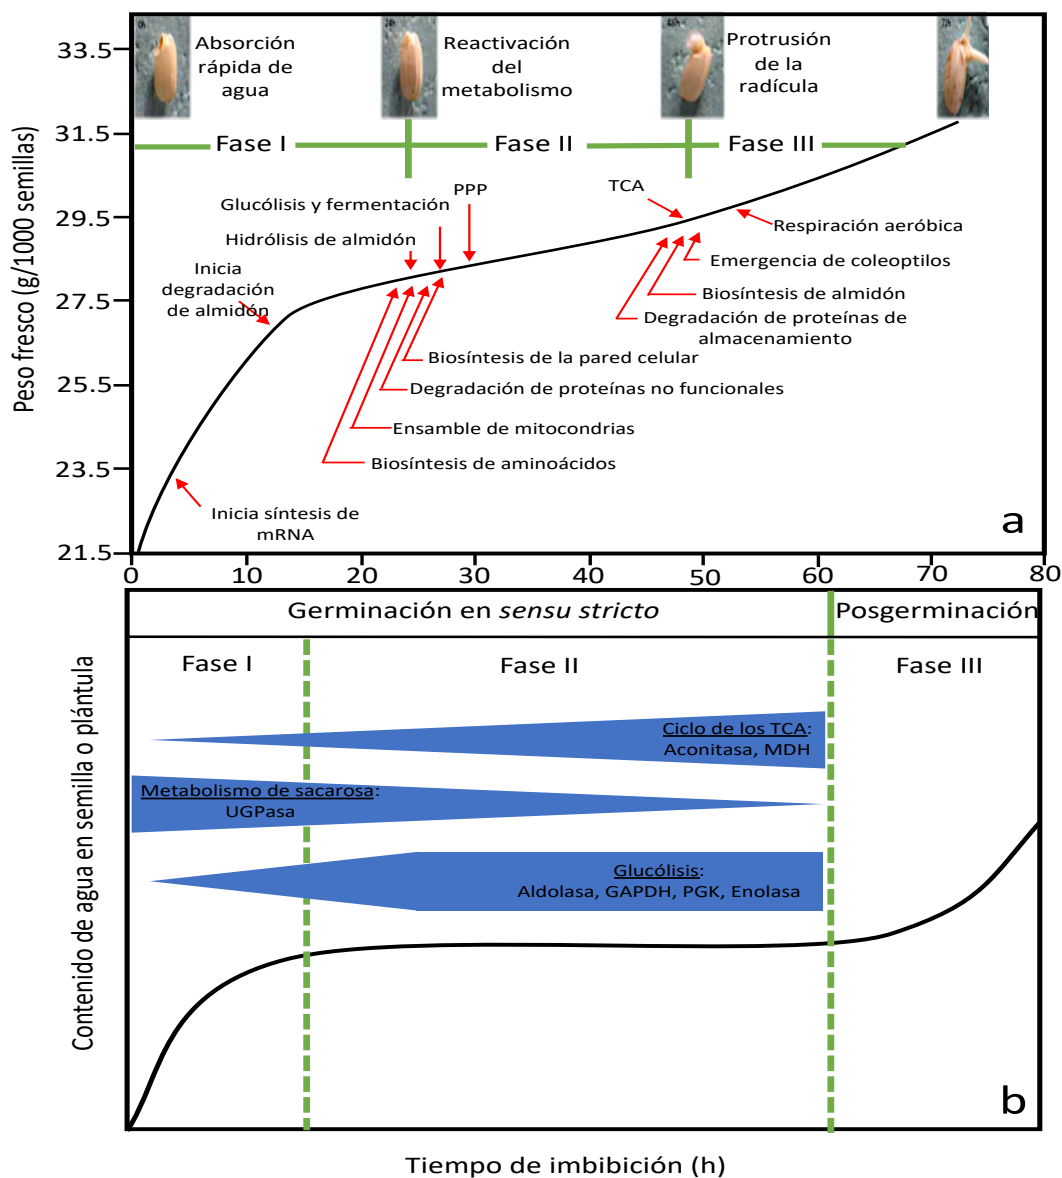 0h
24h
48h
72h
Absorción
rápida de
agua
Reactivación
del
metabolismo
Protrusión
de la
radícula
Fase I
Fase II
Fase III
Peso fresco (g/1000 semillas)
33.5
31.5
29.5
27.5
25.5
23.5
21.5
PPP
TCA
Glucólisis y fermentación
Respiración aeróbica
Hidrólisis de almidón
Emergencia de coleoptilos
Inicia
degradación
de almidón
Biosíntesis de almidón
Degradación de proteínas de
almacenamiento
Biosíntesis de la pared celular
Degradación de proteínas no funcionales
Ensamble de mitocondrias
Biosíntesis de aminoácidos
Inicia síntesis de
mRNA
a
0 10 20 30 40 50 60 70 80
Germinación en sensu stricto
Posgerminación
Fase I
Fase II
Fase III
Contenido de agua en semilla o plántula
Ciclo de los TCA:
Aconitasa, MDH
Metabolismo de sacarosa:
UGPasa
Glucólisis:
Aldolasa, GAPDH, PGK, Enolasa
b
Tiempo de imbibición (h)